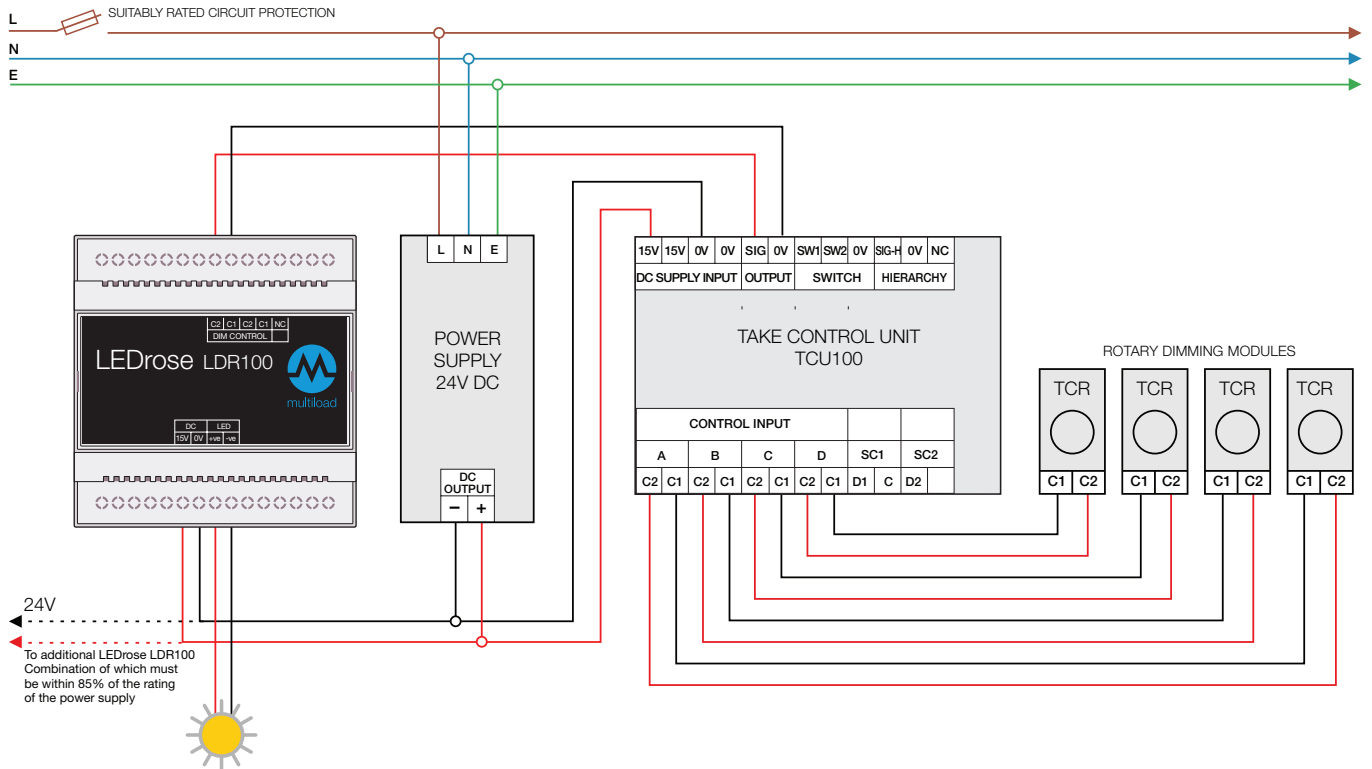 L
SUITABLY RATED CIRCUIT PROTECTION
N
E
L N E
POWER
SUPPLY
24V DC
DC
OUTPUT
− +
C2 C1 C2 C1 NC
DIM CONTROL
LEDrose LDR100
multiload
DC LED
15V 0V +ve -ve
15V 15V 0V 0V SIG 0V SW1 SW2 0V SIG-H 0V NC
DC SUPPLY INPUT OUTPUT SWITCH HIERARCHY
TAKE CONTROL UNIT
TCU100
CONTROL INPUT
A B C D SC1 SC2
C2 C1 C2 C1 C2 C1 C2 C1 D1 C D2
ROTARY DIMMING MODULES
TCR TCR TCR TCR
C1 C2 C1 C2 C1 C2 C1 C2
24V
To additional LEDrose LDR100
Combination of which must
be within 85% of the rating
of the power supply